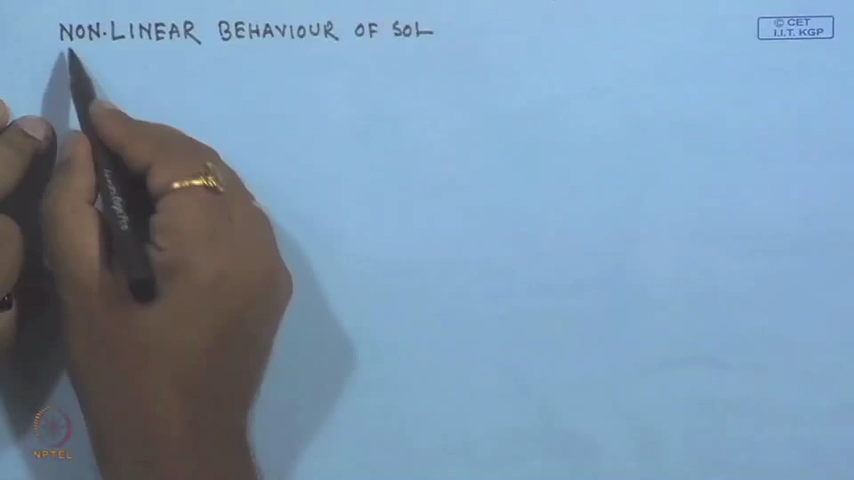 NON-LINEAR BEHAVIOUR OF SOL
© CET
I.I.T. KGP
NPTEL